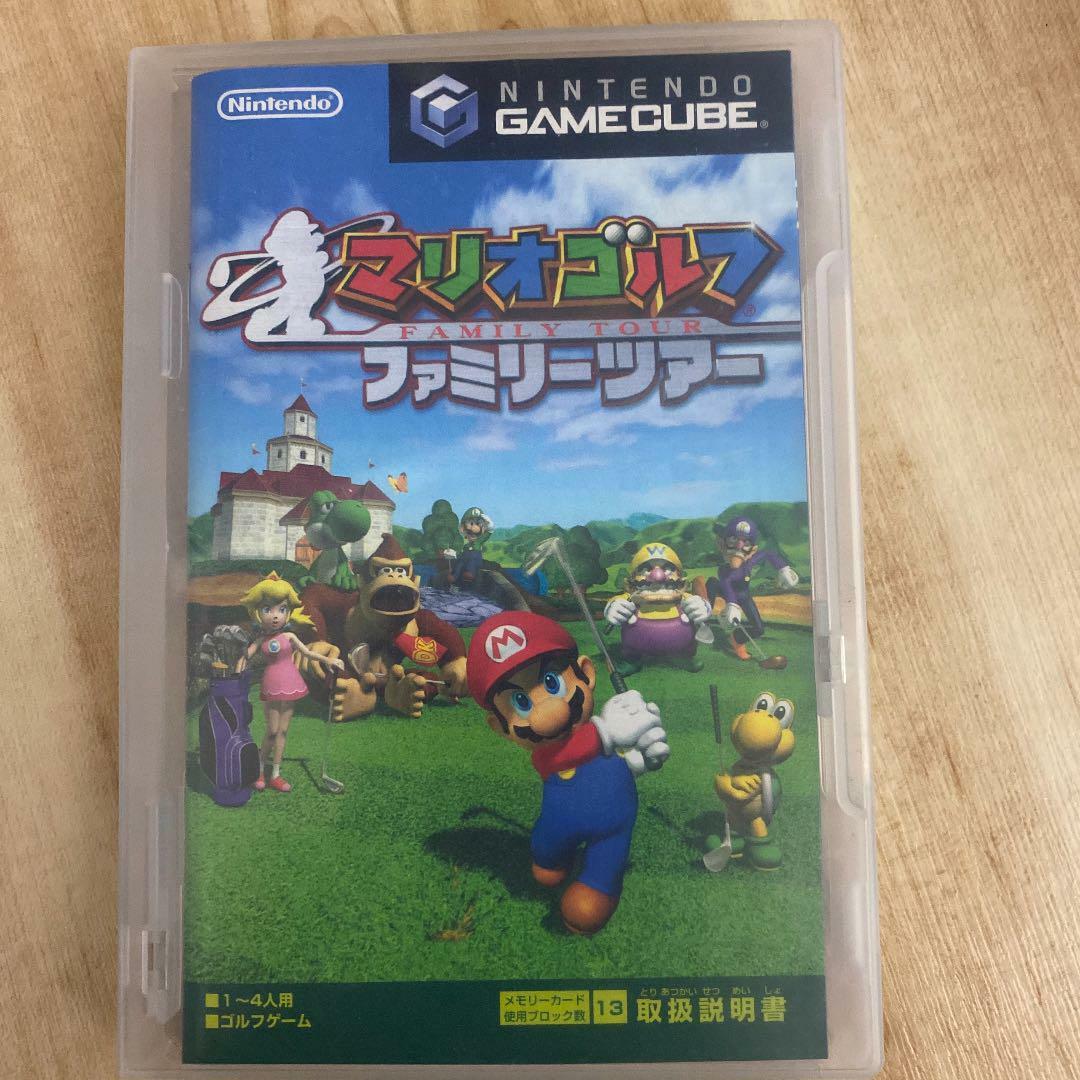 Nintendo®
NINTENDO
GAMECUBE®
マリオゴルフ®
FAMILY TOUR
ファミリーツアー
W
M
DK
■1〜4人用
■ゴルフゲーム
メモリーカード
使用ブロック数 13
とりあつかいせつめいしょ
取扱説明書